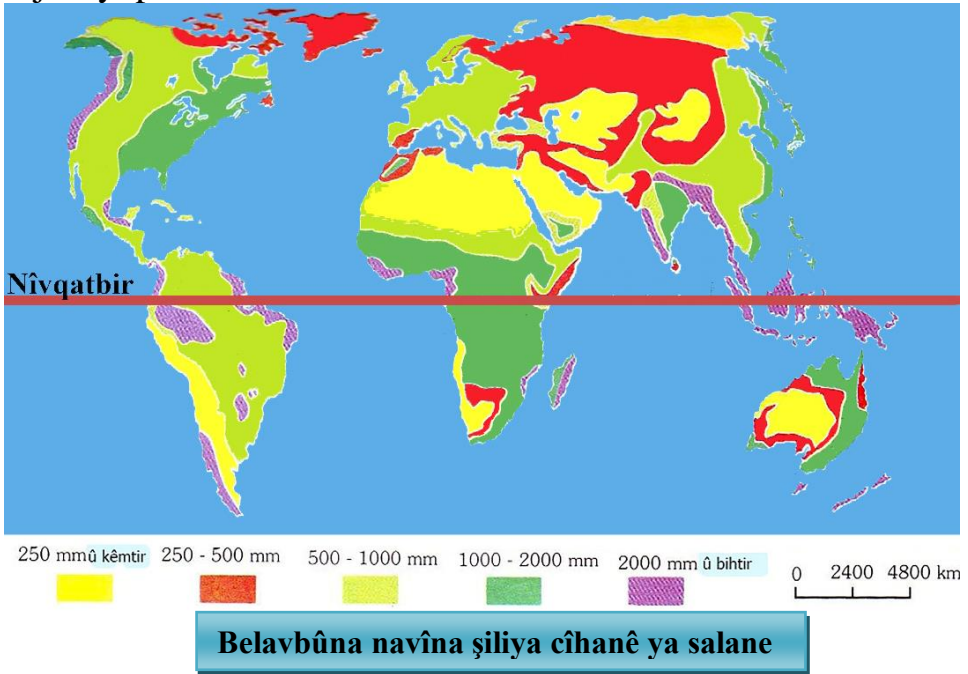 Nîvqatbir
250 mm û kêmtir 250 - 500 mm 500 - 1000 mm 1000 - 2000 mm 2000 mm û bihtir 0 2400 4800 km
Belavbûna navîna şiliya cîhanê ya salane